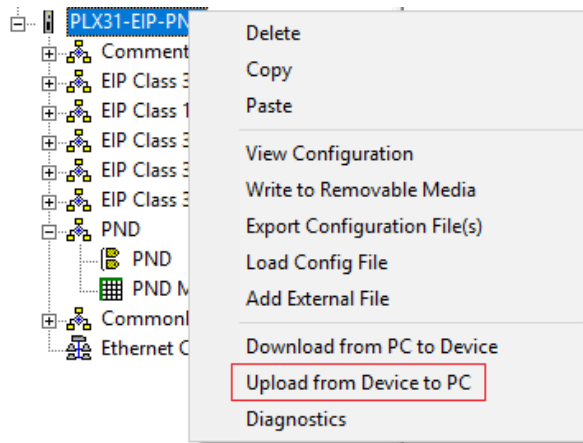 PLX31-EIP-PN
Comment
EIP Class 3
EIP Class 1
EIP Class 3
EIP Class 3
EIP Class 3
PND
PND
PND M
Common
Ethernet C
Delete
Copy
Paste
View Configuration
Write to Removable Media
Export Configuration File(s)
Load Config File
Add External File
Download from PC to Device
Upload from Device to PC
Diagnostics